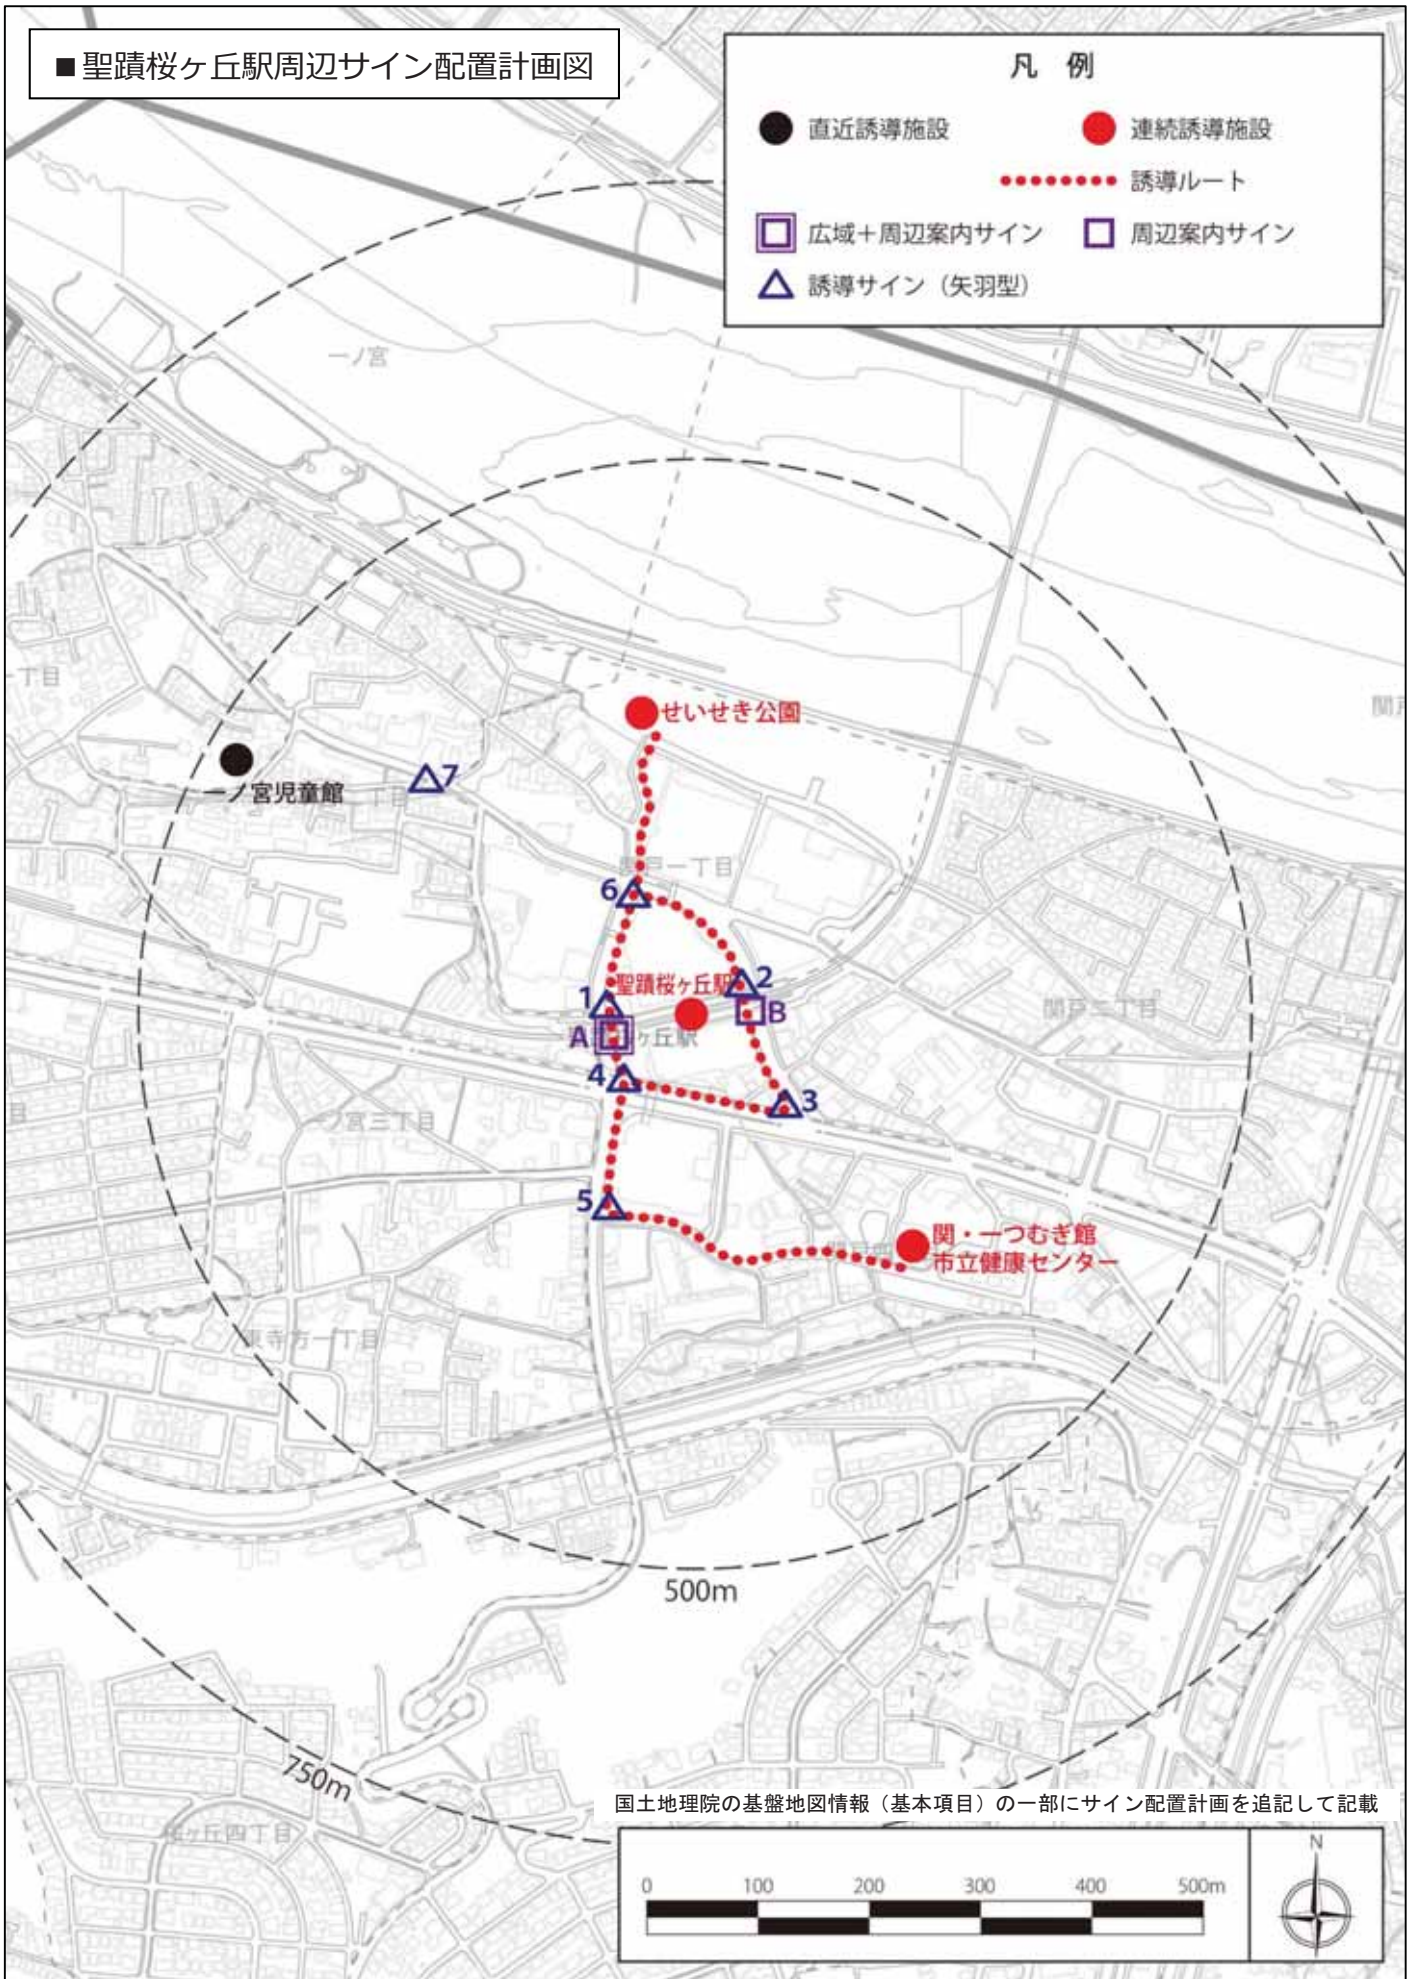 ■聖蹟桜ヶ丘駅周辺サイン配置計画図
凡 例
直近誘導施設
連続誘導施設
誘導ルート
広域＋周辺案内サイン
周辺案内サイン
誘導サイン（矢羽型）
一ノ宮
一丁目
せいせき公園
一ノ宮児童館
7
関戸一丁目
6
聖蹟桜ヶ丘駅
2
1
B
A
関戸二丁目
4
3
一ノ宮三丁目
5
関・一つむぎ館
市立健康センター
東寺方一丁目
500m
750m
桜ヶ丘四丁目
国土地理院の基盤地図情報（基本項目）の一部にサイン配置計画を追記して記載
0 100 200 300 400 500m
N